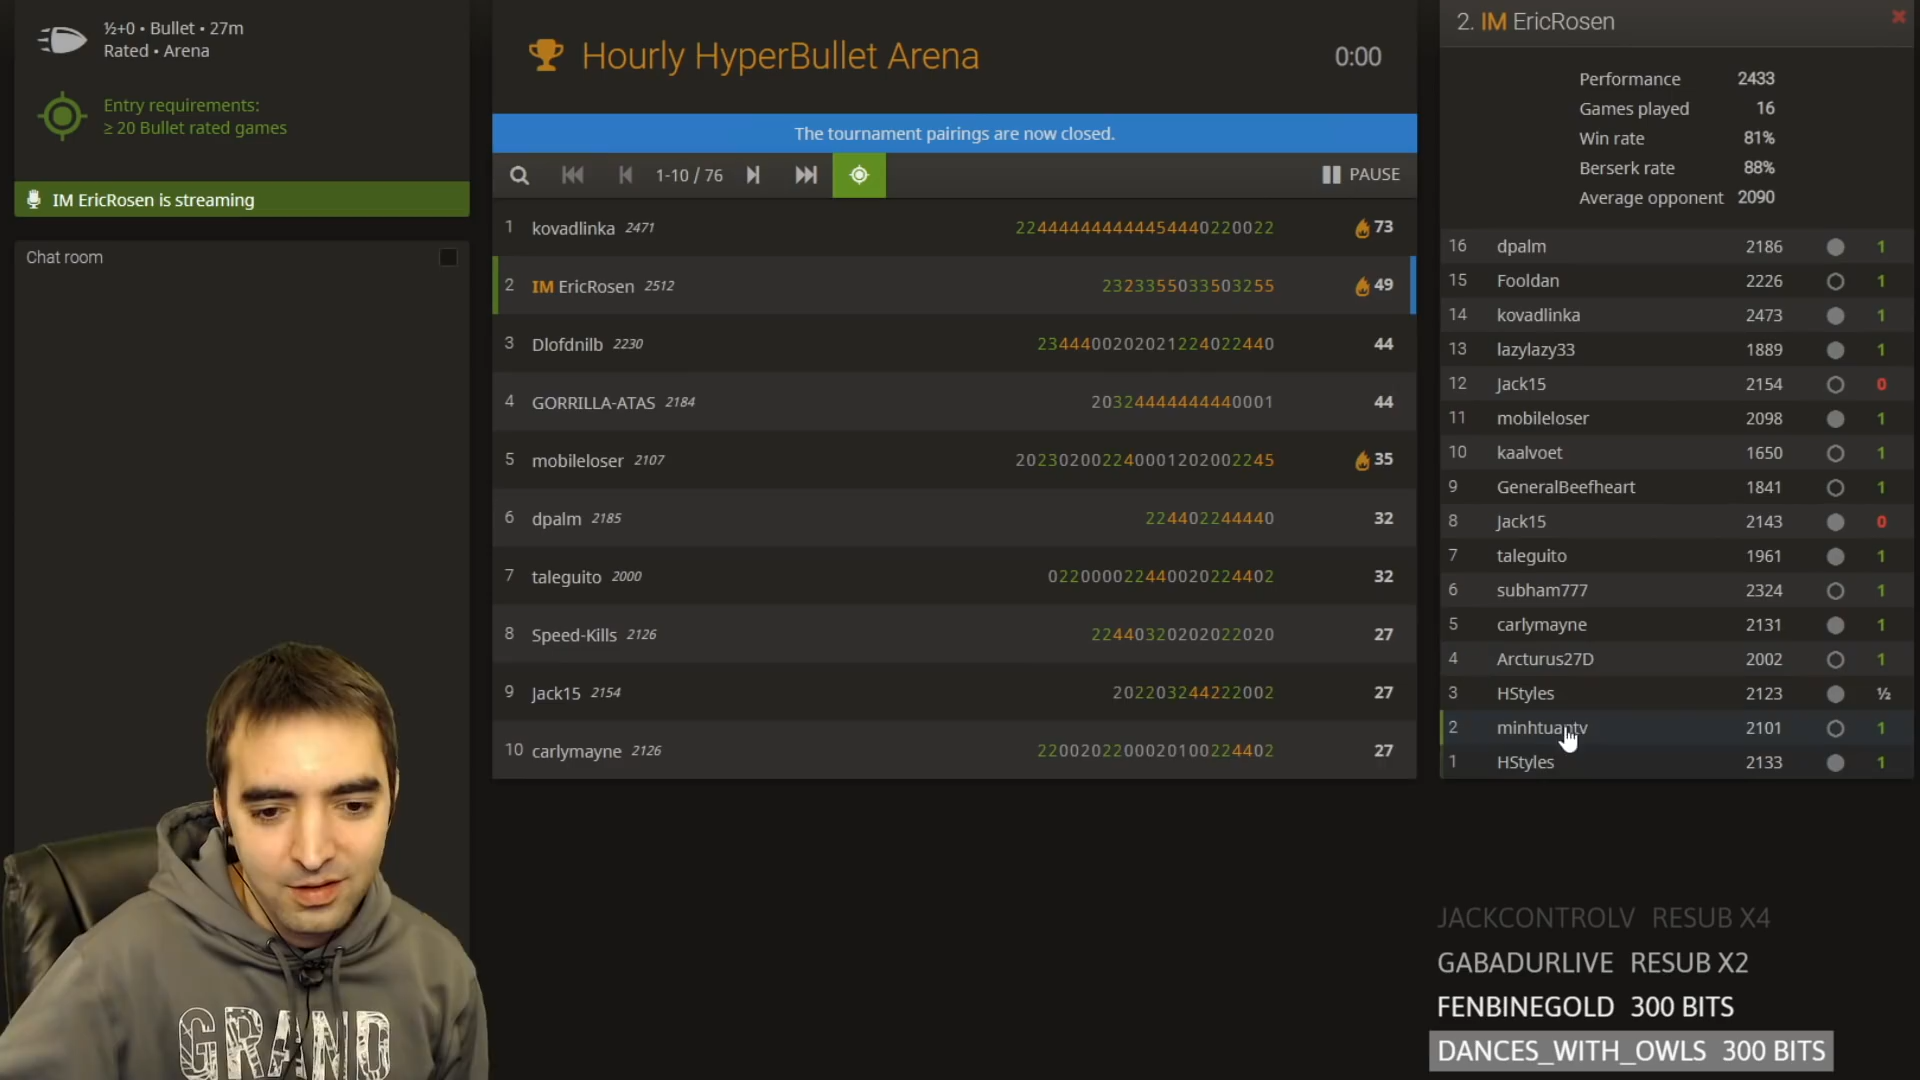 ½+0 • Bullet • 27m
Rated • Arena
Entry requirements:
≥ 20 Bullet rated games
IM EricRosen is streaming
Chat room
Hourly HyperBullet Arena
0:00
The tournament pairings are now closed.
1-10 / 76
PAUSE
1 kovadlinka 2471 224444444444454440220022 73
2 IM EricRosen 2512 2323355033503255 49
3 Dlofdnilb 2230 2344400202021224022440 44
4 GORRILLA-ATAS 2184 20324444444440001 44
5 mobileloser 2107 202302002240001202002245 35
6 dpalm 2185 224402244440 32
7 taleguito 2000 022000022440020224402 32
8 Speed-Kills 2126 22440320202022020 27
9 Jack15 2154 202203244222002 27
10 carlymayne 2126 2200202200020100224402 27
2. IM EricRosen
Performance 2433
Games played 16
Win rate 81%
Berserk rate 88%
Average opponent 2090
16 dpalm 2186 1
15 Fooldan 2226 1
14 kovadlinka 2473 1
13 lazylazy33 1889 1
12 Jack15 2154 0
11 mobileloser 2098 1
10 kaalvoet 1650 1
9 GeneralBeefheart 1841 1
8 Jack15 2143 0
7 taleguito 1961 1
6 subham777 2324 1
5 carlymayne 2131 1
4 Arcturus27D 2002 1
3 HStyles 2123 ½
2 minhtuantv 2101 1
1 HStyles 2133 1
JACKCONTROLV RESUB X4
GABADURLIVE RESUB X2
FENBINEGOLD 300 BITS
DANCES_WITH_OWLS 300 BITS
GRAND